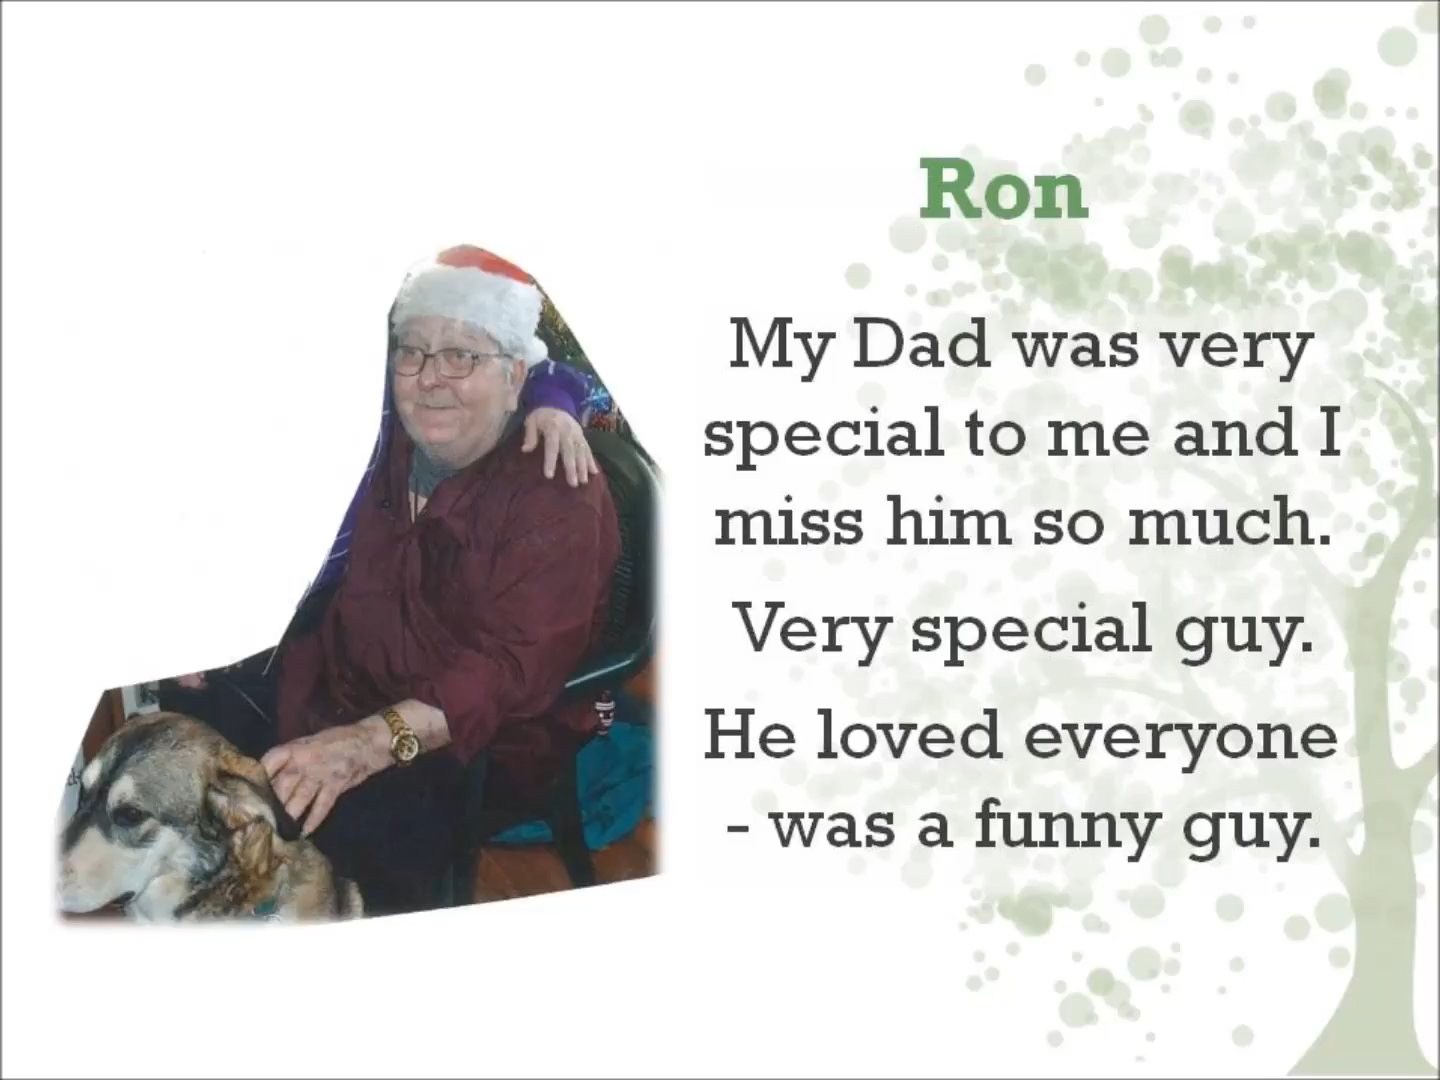 Ron
My Dad was very
special to me and I
miss him so much.
Very special guy.
He loved everyone
- was a funny guy.